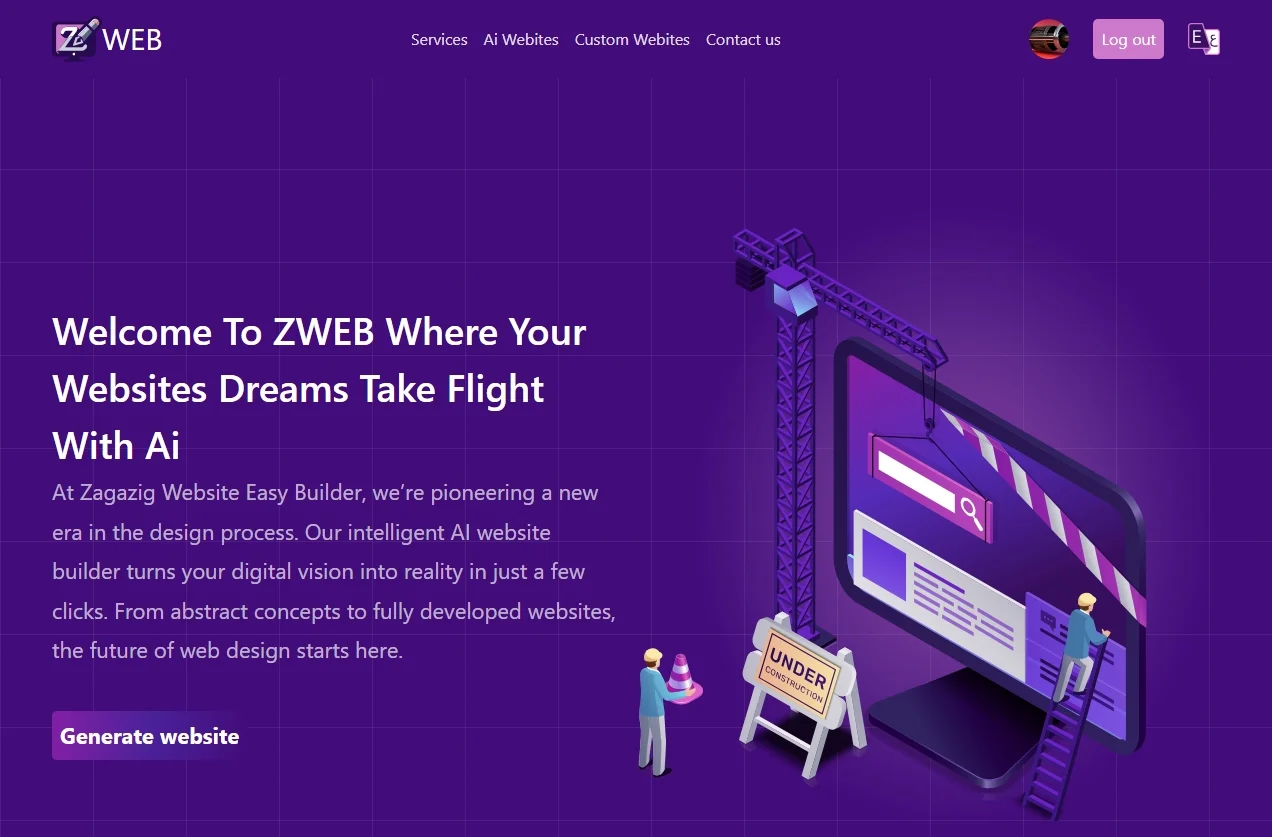 ZWEB
Services Ai Webites Custom Webites Contact us
Log out
E ع
Welcome To ZWEB Where Your
Websites Dreams Take Flight
With Ai
At Zagazig Website Easy Builder, we’re pioneering a new
era in the design process. Our intelligent AI website
builder turns your digital vision into reality in just a few
clicks. From abstract concepts to fully developed websites,
the future of web design starts here.
Generate website
UNDER
CONSTRUCTION